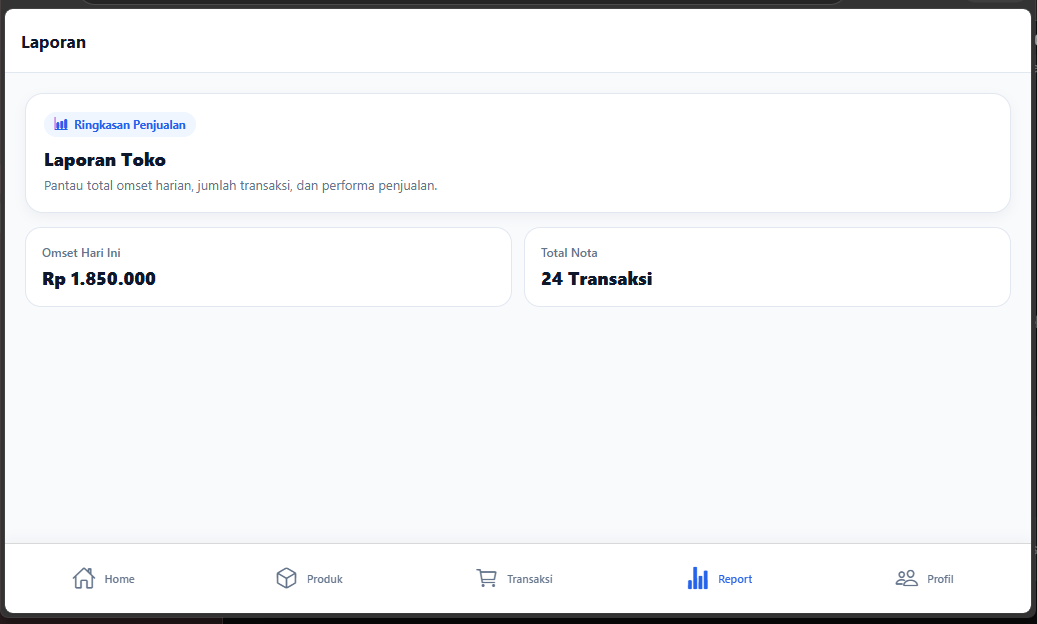 Laporan
Ringkasan Penjualan
Laporan Toko
Pantau total omset harian, jumlah transaksi, dan performa penjualan.
Omset Hari Ini
Rp 1.850.000
Total Nota
24 Transaksi
Home
Produk
Transaksi
Report
Profil